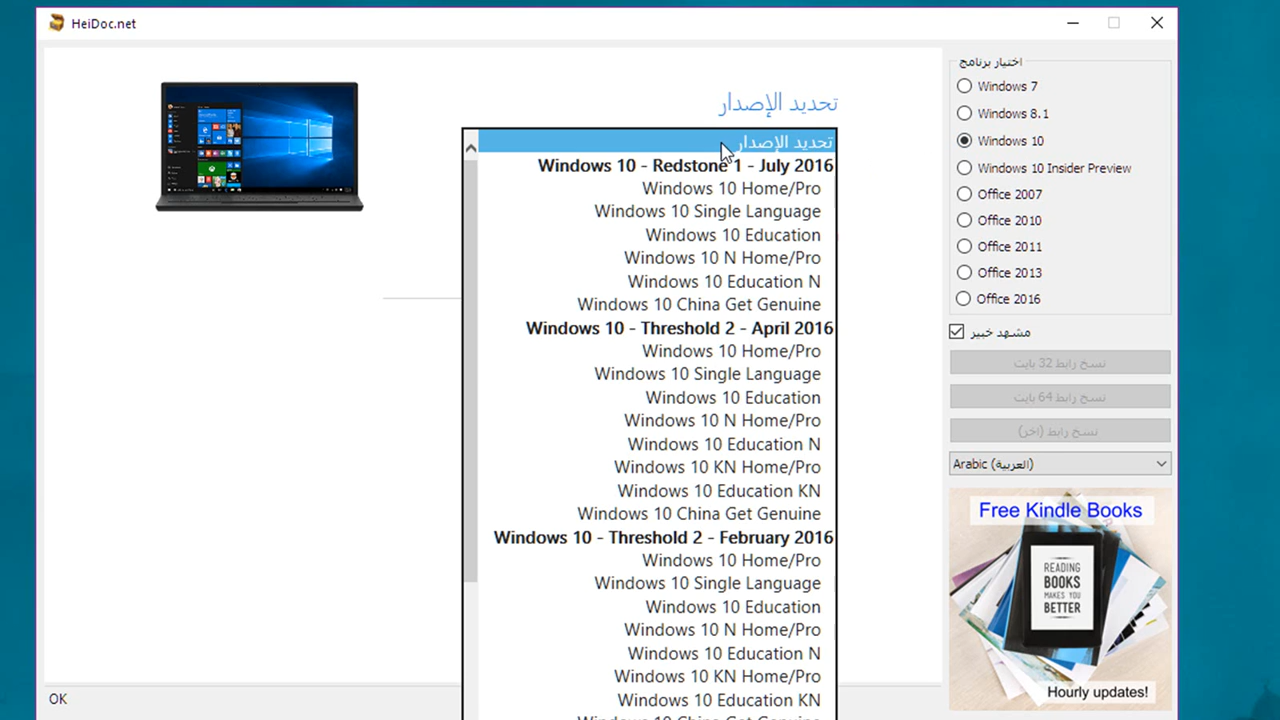 HeiDoc.net
تحديد الإصدار
تحديد الإصدار
Windows 10 - Redstone 1 - July 2016
Windows 10 Home/Pro
Windows 10 Single Language
Windows 10 Education
Windows 10 N Home/Pro
Windows 10 Education N
Windows 10 China Get Genuine
Windows 10 - Threshold 2 - April 2016
Windows 10 Home/Pro
Windows 10 Single Language
Windows 10 Education
Windows 10 N Home/Pro
Windows 10 Education N
Windows 10 KN Home/Pro
Windows 10 Education KN
Windows 10 China Get Genuine
Windows 10 - Threshold 2 - February 2016
Windows 10 Home/Pro
Windows 10 Single Language
Windows 10 Education
Windows 10 N Home/Pro
Windows 10 Education N
Windows 10 KN Home/Pro
Windows 10 Education KN
Windows 10 China Get Genuine
اختيار برنامج
Windows 7
Windows 8.1
Windows 10
Windows 10 Insider Preview
Office 2007
Office 2010
Office 2011
Office 2013
Office 2016
مشهد خبير
نسخ رابط 32 بايت
نسخ رابط 64 بايت
نسخ رابط (اخر)
Arabic (العربية)
Free Kindle Books
READING
BOOKS
MAKES YOU
BETTER
Hourly updates!
OK